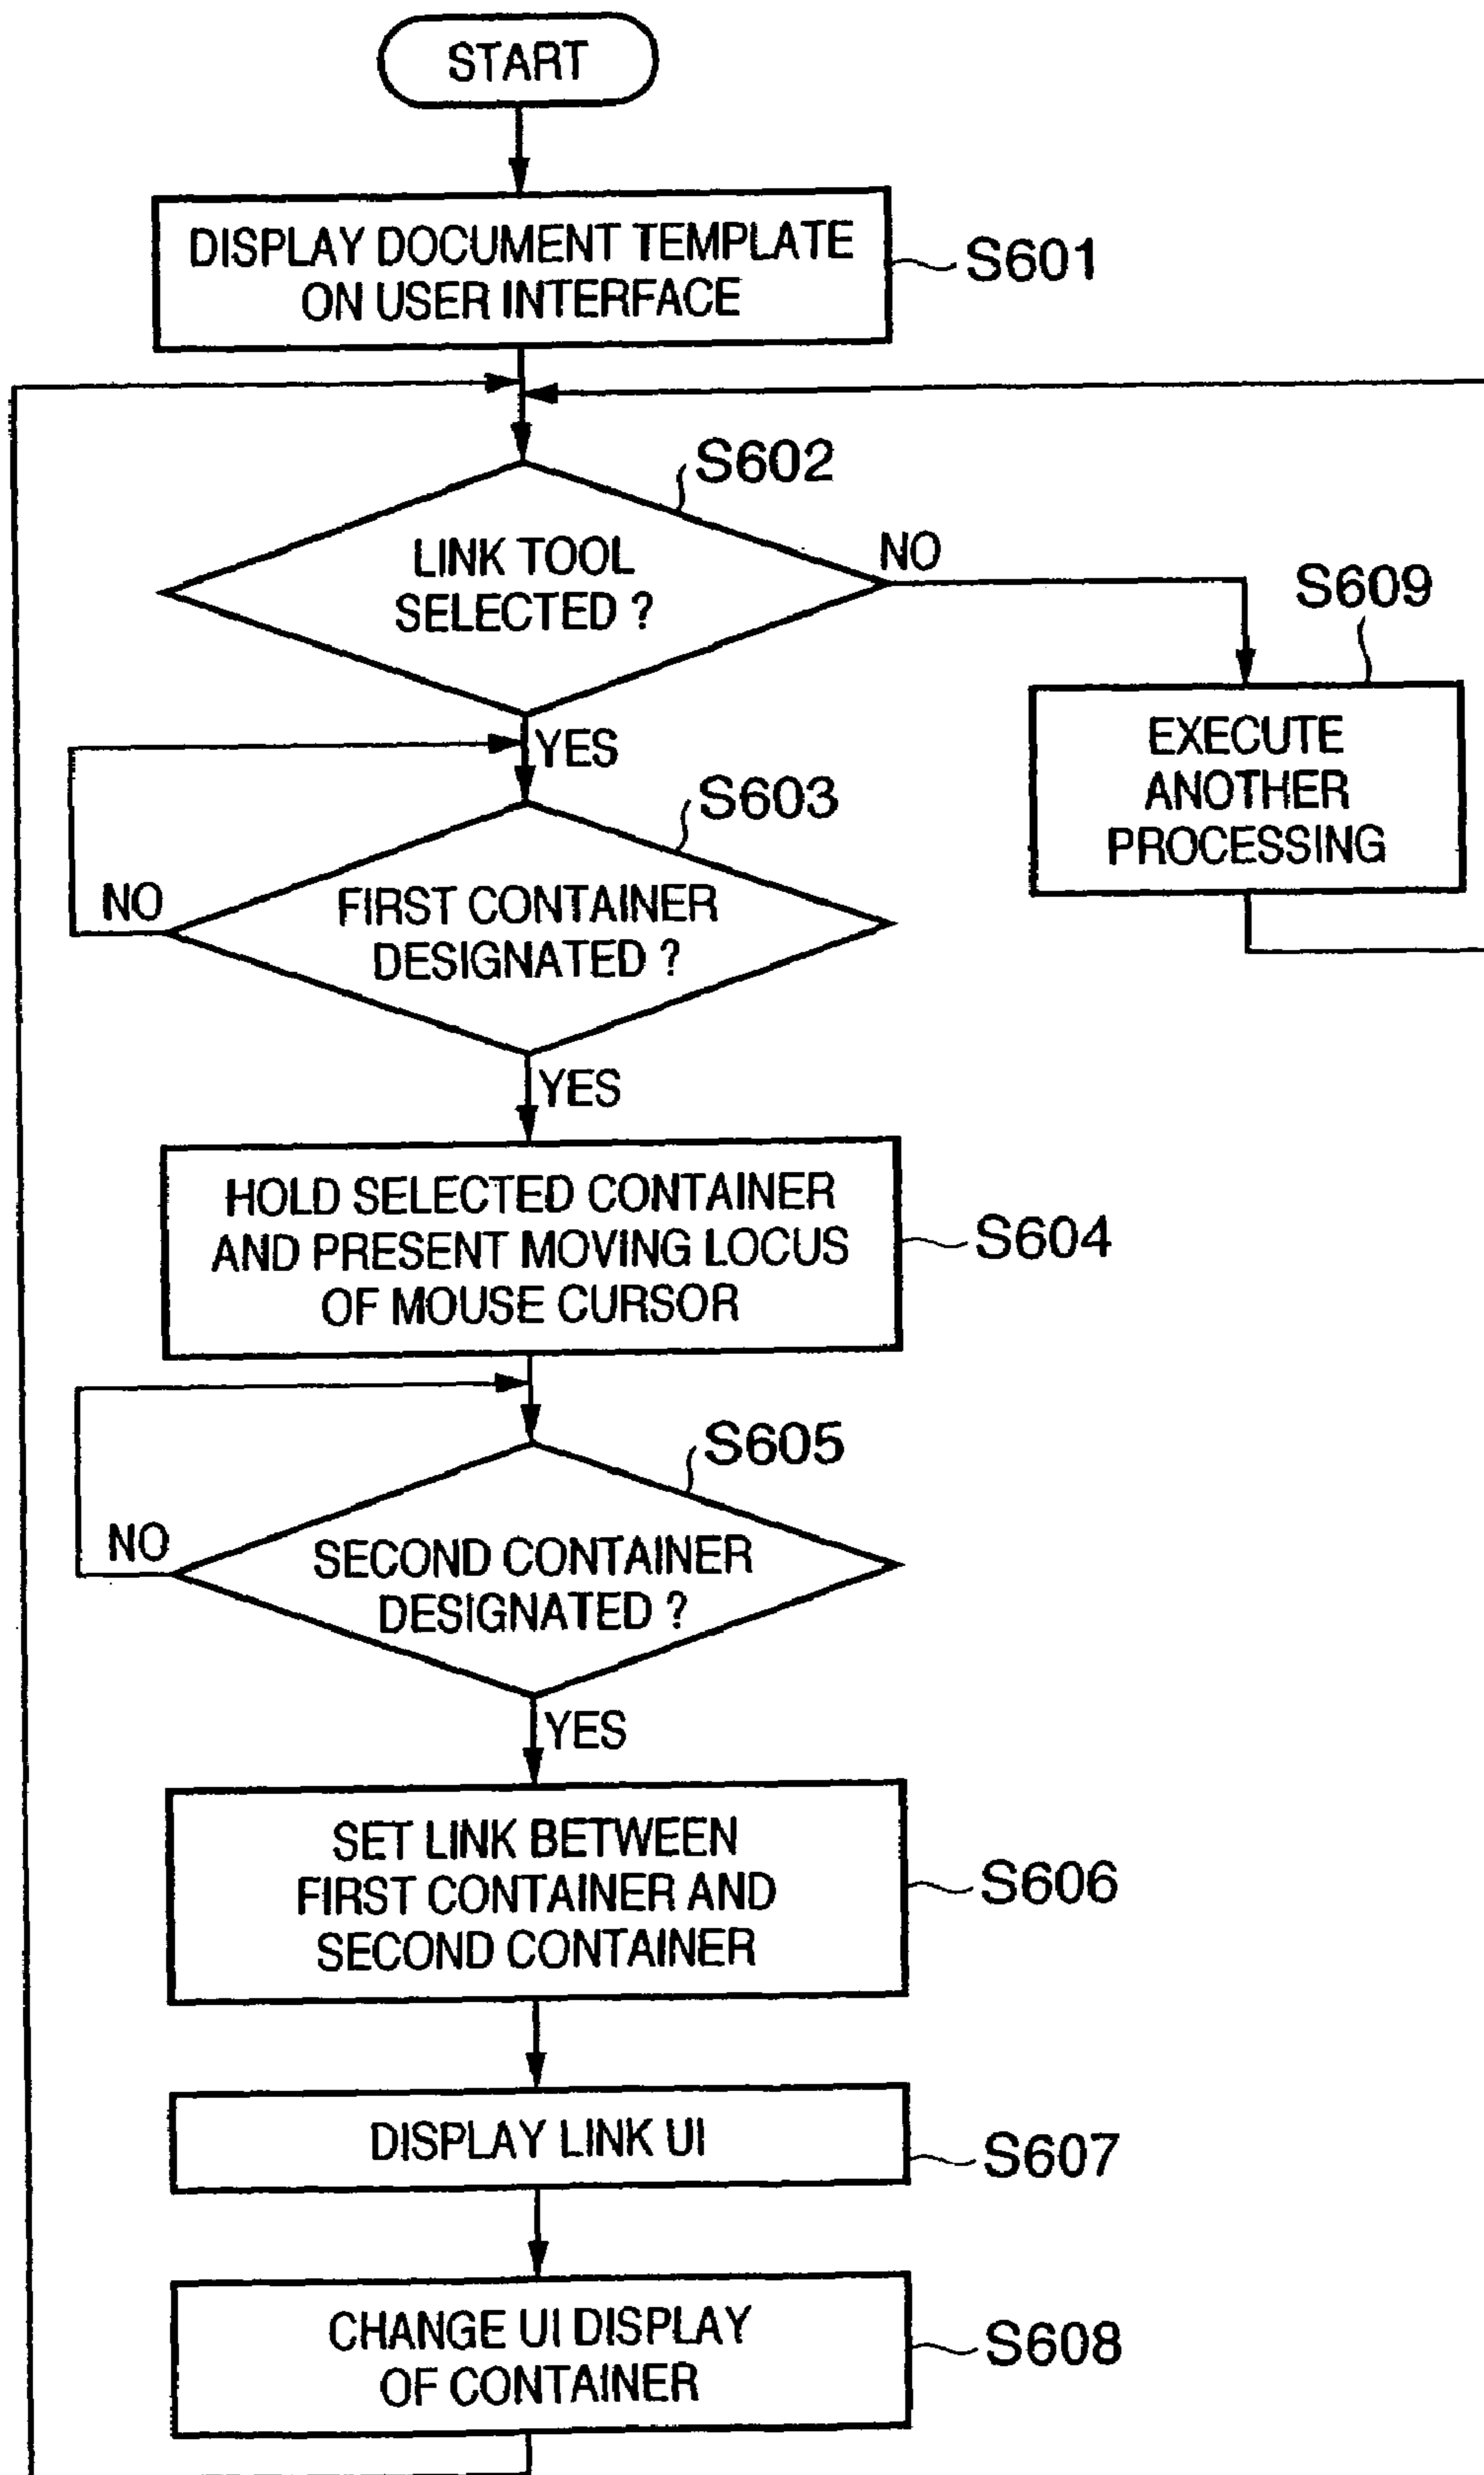 START
DISPLAY DOCUMENT TEMPLATE
ON USER INTERFACE
S601
S602
LINK TOOL
SELECTED ?
NO
S609
EXECUTE
ANOTHER
PROCESSING
YES
S603
FIRST CONTAINER
DESIGNATED ?
NO
YES
HOLD SELECTED CONTAINER
AND PRESENT MOVING LOCUS
OF MOUSE CURSOR
S604
S605
SECOND CONTAINER
DESIGNATED ?
NO
YES
SET LINK BETWEEN
FIRST CONTAINER AND
SECOND CONTAINER
S606
DISPLAY LINK UI
S607
CHANGE UI DISPLAY
OF CONTAINER
S608